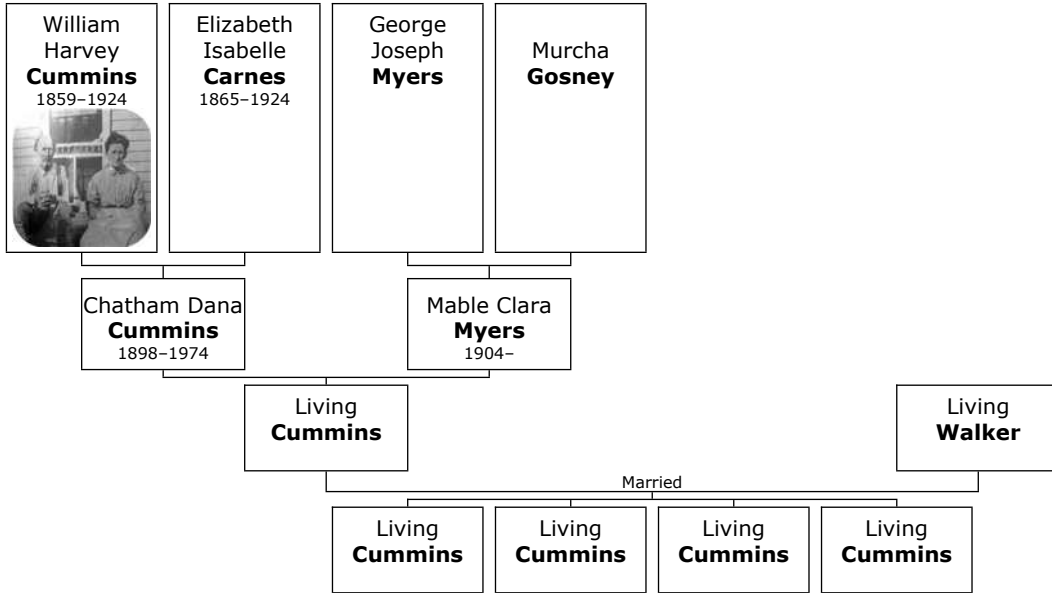 William
Harvey
Cummins
1859–1924
Elizabeth
Isabelle
Carnes
1865–1924
George
Joseph
Myers
Murcha
Gosney
Chatham Dana
Cummins
1898–1974
Mable Clara
Myers
1904–
Living
Cummins
Living
Walker
Married
Living
Cummins
Living
Cummins
Living
Cummins
Living
Cummins